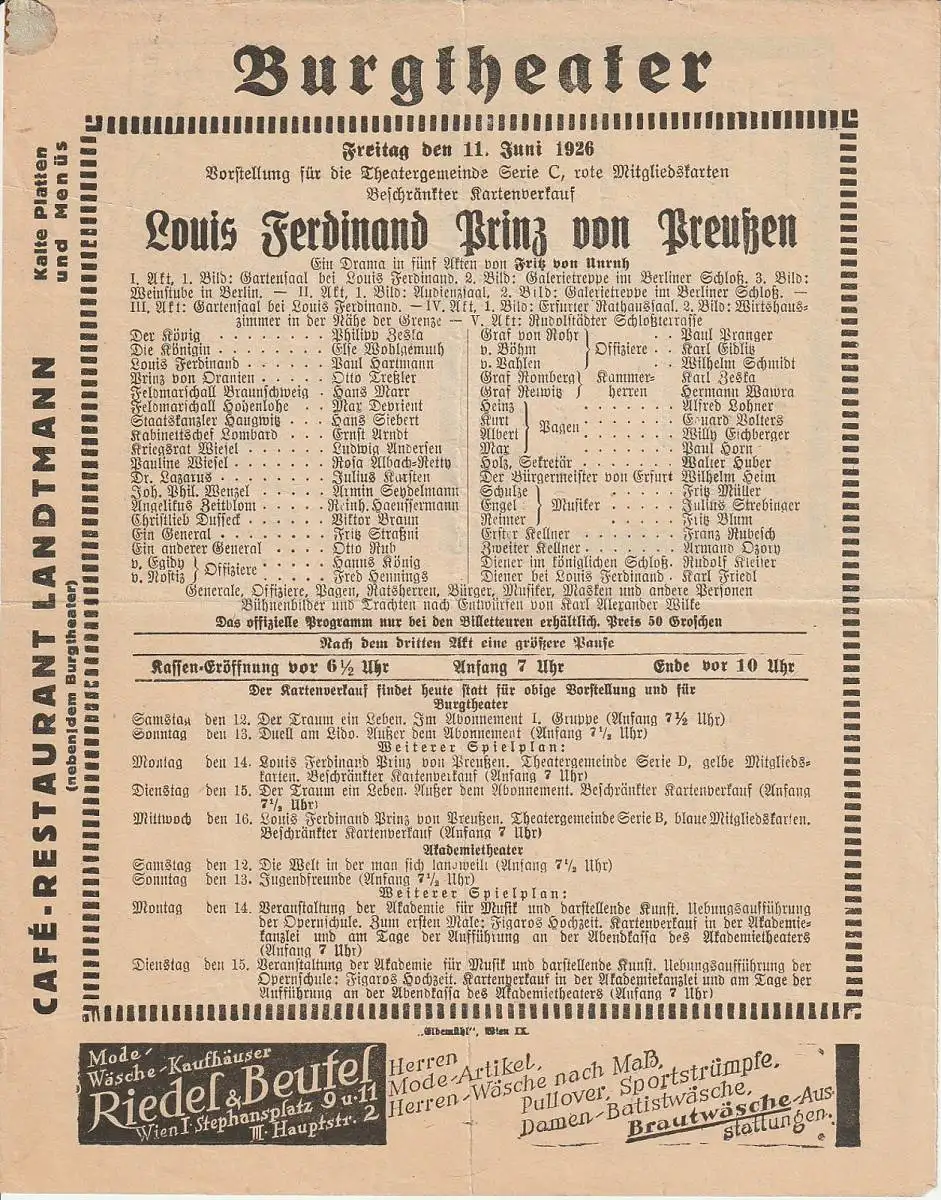 Burgtheater
Freitag den 11. Juni 1926
Vorstellung für die Theatergemeinde Serie C, rote Mitgliedskarten
Beschränkter Kartenverkauf
Louis Ferdinand Prinz von Preußen
Ein Drama in fünf Akten von Fritz von Unruh
I. Akt, 1. Bild: Gartensaal bei Louis Ferdinand. 2. Bild: Galerietreppe im Berliner Schloß. 3. Bild:
Weinstube in Berlin. — II. Akt, 1. Bild: Audienzsaal, 2. Bild: Galerietreppe im Berliner Schloß. —
III. Akt: Gartensaal bei Louis Ferdinand. — IV. Akt, 1. Bild: Erfurter Rathaussaal. 2. Bild: Wirtshaus-
zimmer in der Nähe der Grenze — V. Akt: Rudolstädter Schloßterrasse
Der König . . . . . . . Philipp Zeska
Die Königin . . . . . . Else Wohlgemuth
Louis Ferdinand . . . . . Paul Hartmann
Prinz von Oranien . . . . . Otto Treßler
Feldmarschall Braunschweig . Hans Marr
Feldmarschall Hohenlohe . . Max Devrient
Staatskanzler Haugwitz . . . Hans Siebert
Kabinettschef Lombard . . . Ernst Arndt
Kriegsrat Wiesel . . . . . Ludwig Andersen
Pauline Wiesel . . . . . . Rosa Albach-Retty
Dr. Lazarus . . . . . . Julius Karsten
Joh. Phil. Wenzel . . . . . Armin Seydelmann
Angelikus Zeitblom . . . . Reinh. Haeussermann
Christlieb Dussek . . . . . Viktor Braun
Ein General . . . . . . Fritz Straßni
Ein anderer General . . . . Otto Rub
v. Egidy } Offiziere . . . . Hanns König
v. Nostiz } Fred Hennings
Graf von Rohr . . Paul Pranger
v. Böhm } Offiziere . . Karl Eidlitz
v. Vahlen . . Wilhelm Schmidt
Graf Romberg } Kammer- Karl Zeska
Graf Reuwitz } herren Hermann Wawra
Heinz . . . . . . . Alfred Lohner
Kurt . . . . . . . Eduard Volters
Albert } Pagen . . . . . Willy Eichberger
Max . . . . . . . Paul Horn
Holz, Sekretär . . . . . Walter Huber
Der Bürgermeister von Erfurt Wilhelm Heim
Schulze . . . . . Fritz Müller
Engel } Musiker . . . . Julius Strebinger
Reimer . . . . . Fritz Blum
Erster Kellner . . . . . Franz Rubesch
Zweiter Kellner . . . . . Armand Ozory
Diener im königlichen Schloß . Rudolf Kleiber
Diener bei Louis Ferdinand . Karl Friedl
Generale, Offiziere, Pagen, Ratsherren, Bürger, Musiker, Masken und andere Personen
Bühnenbilder und Trachten nach Entwürfen von Karl Alexander Wilke
Das offizielle Programm nur bei den Billetteuren erhältlich. Preis 50 Groschen
Nach dem dritten Akt eine größere Pause
Kassen-Eröffnung vor 6½ Uhr Anfang 7 Uhr Ende vor 10 Uhr
Der Kartenverkauf findet heute statt für obige Vorstellung und für
Burgtheater
Samstag den 12. Der Traum ein Leben. Im Abonnement I. Gruppe (Anfang 7½ Uhr)
Sonntag den 13. Duell am Lido. Außer dem Abonnement (Anfang 7½ Uhr)
Weiterer Spielplan:
Montag den 14. Louis Ferdinand Prinz von Preußen. Theatergemeinde Serie D, gelbe Mitglieds-
karten. Beschränkter Kartenverkauf (Anfang 7 Uhr)
Dienstag den 15. Der Traum ein Leben. Außer dem Abonnement. Beschränkter Kartenverkauf (Anfang
7½ Uhr)
Mittwoch den 16. Louis Ferdinand Prinz von Preußen. Theatergemeinde Serie B, blaue Mitgliedskarten.
Beschränkter Kartenverkauf (Anfang 7 Uhr)
Akademietheater
Samstag den 12. Die Welt in der man sich langweilt (Anfang 7½ Uhr)
Sonntag den 13. Jugendfreunde (Anfang 7½ Uhr)
Weiterer Spielplan:
Montag den 14. Veranstaltung der Akademie für Musik und darstellende Kunst. Uebungsaufführung
der Opernschule. Zum ersten Male: Figaros Hochzeit. Kartenverkauf in der Akademie-
kanzlei und am Tage der Aufführung an der Abendkassa des Akademietheaters
(Anfang 7 Uhr)
Dienstag den 15. Veranstaltung der Akademie für Musik und darstellende Kunst. Uebungsaufführung der
Opernschule: Figaros Hochzeit. Kartenverkauf in der Akademiekanzlei und am Tage der
Aufführung an der Abendkassa des Akademietheaters (Anfang 7 Uhr)
„Elbemühl", Wien IX.
CAFÉ-RESTAURANT LANDTMANN
(neben dem Burgtheater)
Kalte Platten
und Menüs
Mode-
Wäsche-Kaufhäuser
Riedel & Beutel
Wien I. Stephansplatz 9 u. 11
III. Hauptstr. 2
Herren
Mode-Artikel,
Herren-Wäsche nach Maß,
Pullover, Sportstrümpfe,
Damen-Batistwäsche,
Brautwäsche-Aus-
stattungen.